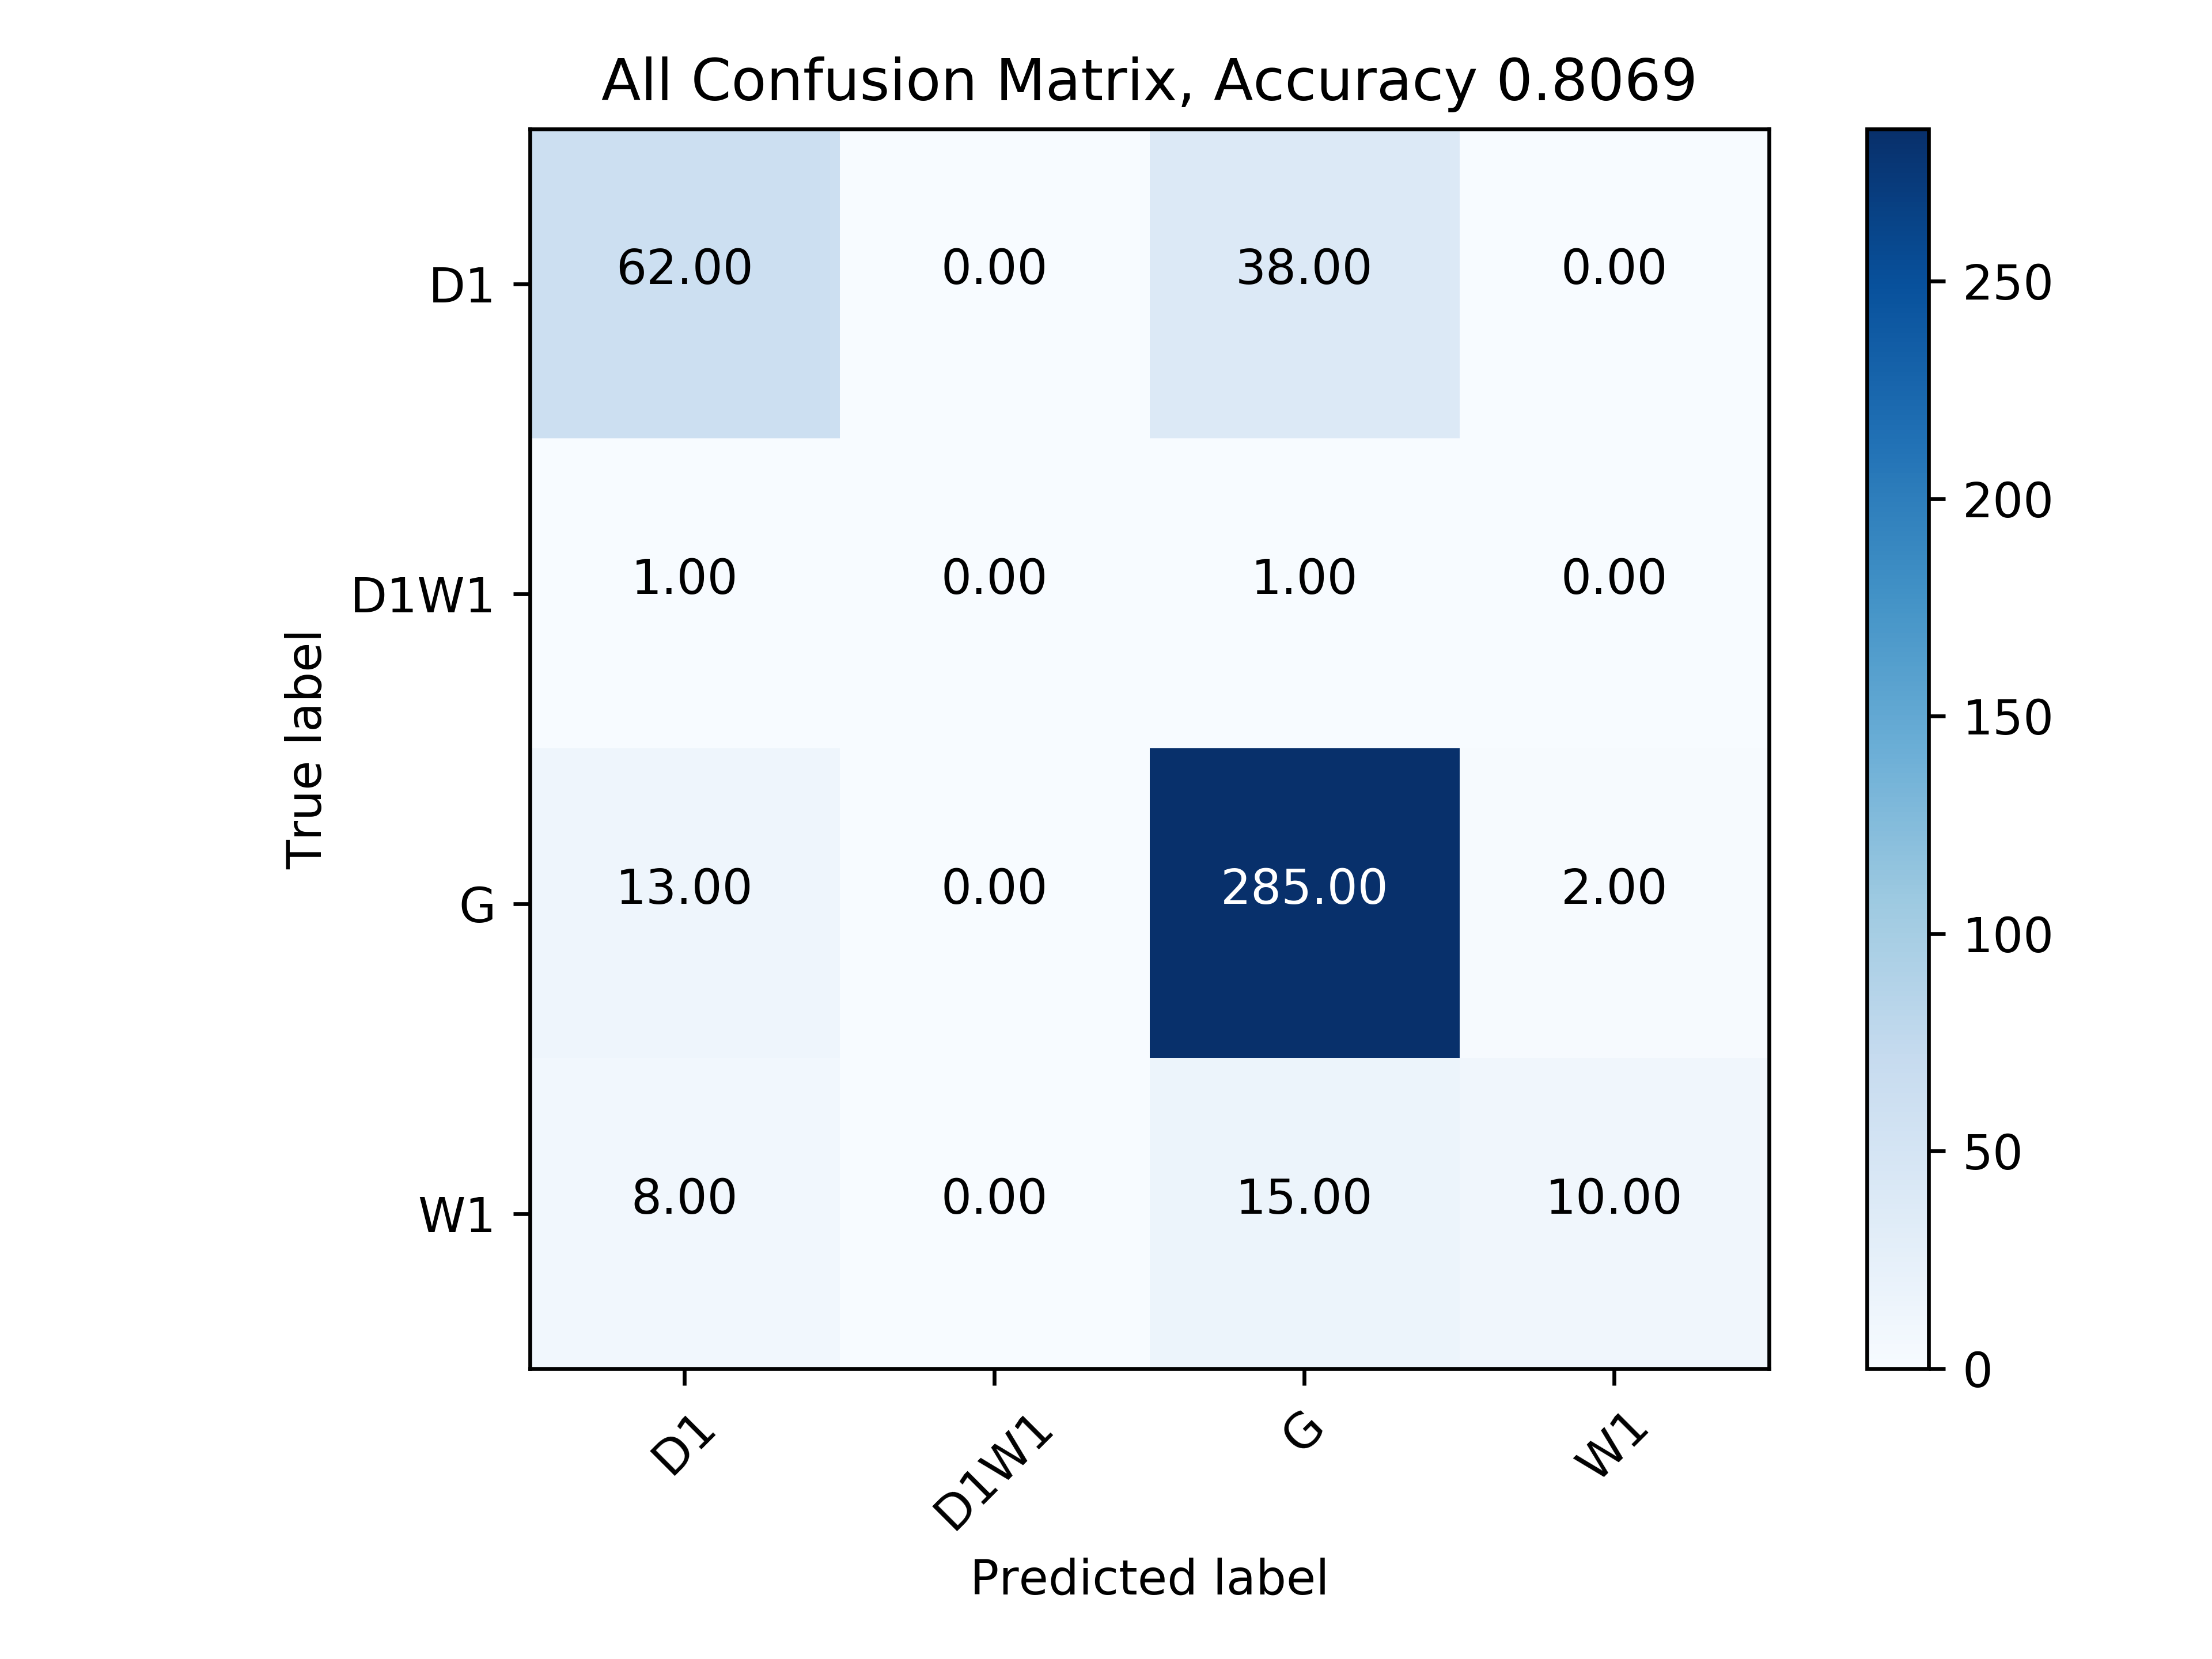 All Confusion Matrix, Accuracy 0.8069
D1 62.00 0.00 38.00 0.00
D1W1 1.00 0.00 1.00 0.00
G 13.00 0.00 285.00 2.00
W1 8.00 0.00 15.00 10.00
True label
D1 D1W1 G W1
Predicted label
250
200
150
100
50
0